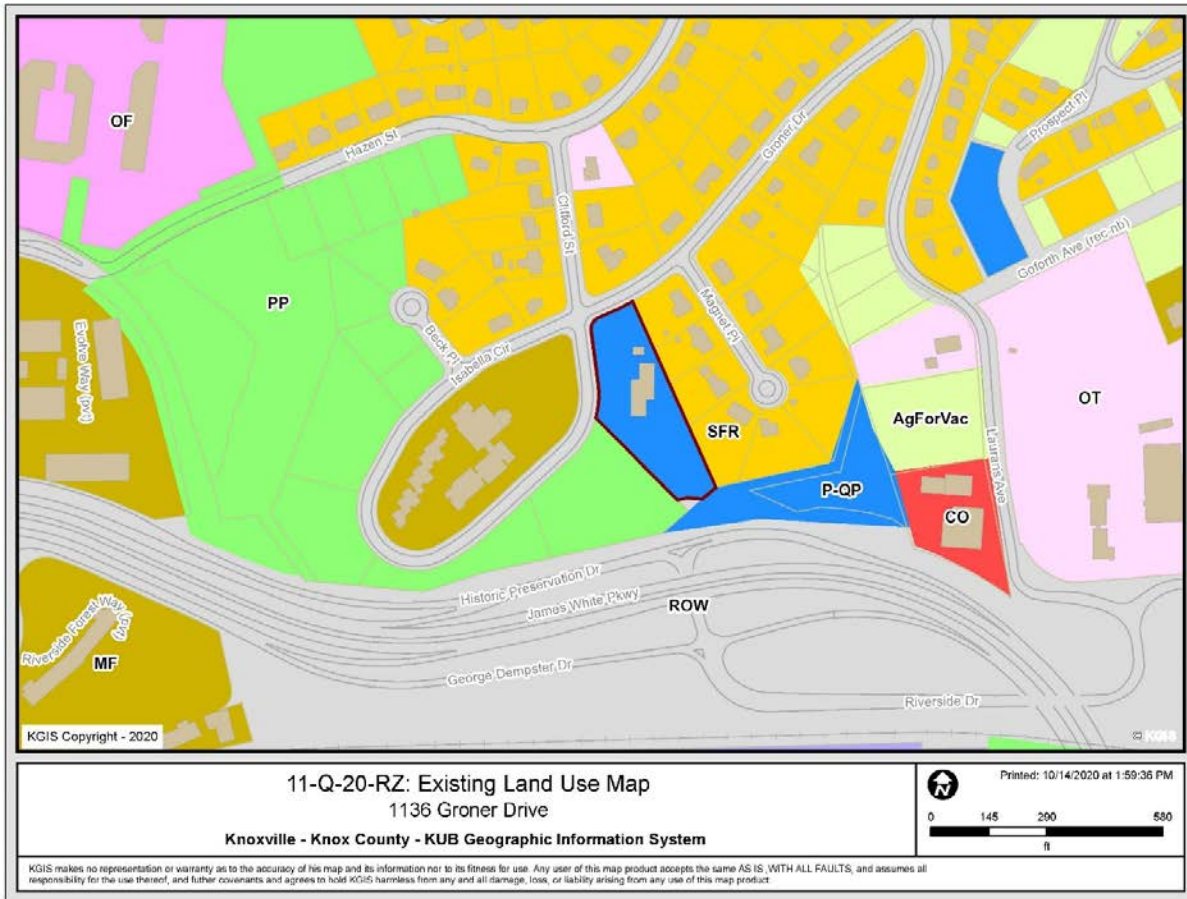 OF
Hazen St
Clifford St
Groner Dr
Prospect Pl
Goforth Ave (rec-nb)
PP
Evolve Way (pvt)
Beck Pl
Isabella Cir
Magnet Pl
SFR
AgForVac
OT
Laurans Ave
P-QP
CO
Historic Preservation Dr
James White Pkwy
ROW
Riverside Forest Way (pvt)
MF
George Dempster Dr
Riverside Dr
KGIS Copyright - 2020
© KGIS
11-Q-20-RZ: Existing Land Use Map
1136 Groner Drive
Knoxville - Knox County - KUB Geographic Information System
N
Printed: 10/14/2020 at 1:59:36 PM
0 145 290 580
ft
KGIS makes no representation or warranty as to the accuracy of his map and its information nor to its fitness for use. Any user of this map product accepts the same AS IS ,WITH ALL FAULTS, and assumes all
responsibility for the use thereof, and futher covenants and agrees to hold KGIS harmless from any and all damage, loss, or liability arising from any use of this map product.